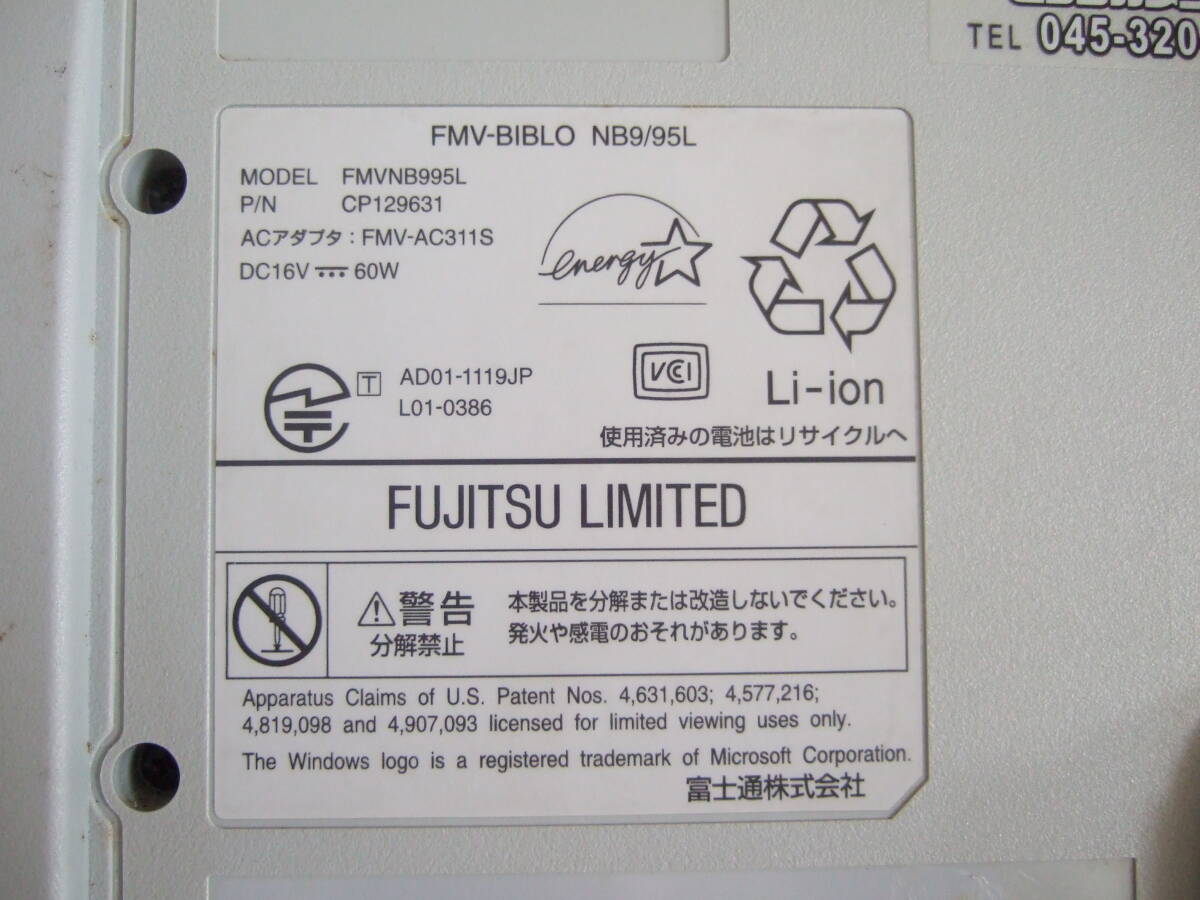 TEL 045-320
FMV-BIBLO NB9/95L
MODEL FMVNB995L
P/N CP129631
ACアダプタ : FMV-AC311S
DC16V ⎓ 60W
energy
VCCI
Li-ion
T AD01-1119JP
L01-0386
使用済みの電池はリサイクルへ
FUJITSU LIMITED
⚠警告
分解禁止
本製品を分解または改造しないでください。
発火や感電のおそれがあります。
Apparatus Claims of U.S. Patent Nos. 4,631,603; 4,577,216;
4,819,098 and 4,907,093 licensed for limited viewing uses only.
The Windows logo is a registered trademark of Microsoft Corporation.
富士通株式会社